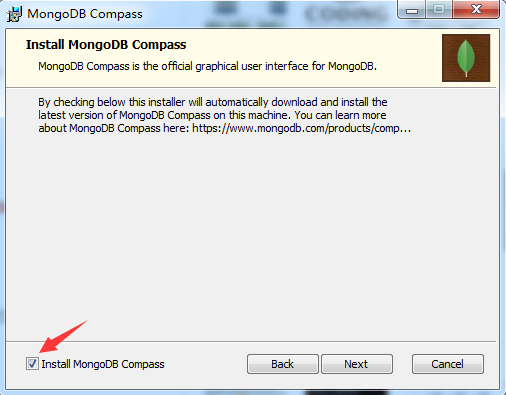 CODING
MongoDB Compass
Install MongoDB Compass
MongoDB Compass is the official graphical user interface for MongoDB.
By checking below this installer will automatically download and install the
latest version of MongoDB Compass on this machine. You can learn more
about MongoDB Compass here: https://www.mongodb.com/products/comp...
Install MongoDB Compass
Back
Next
Cancel